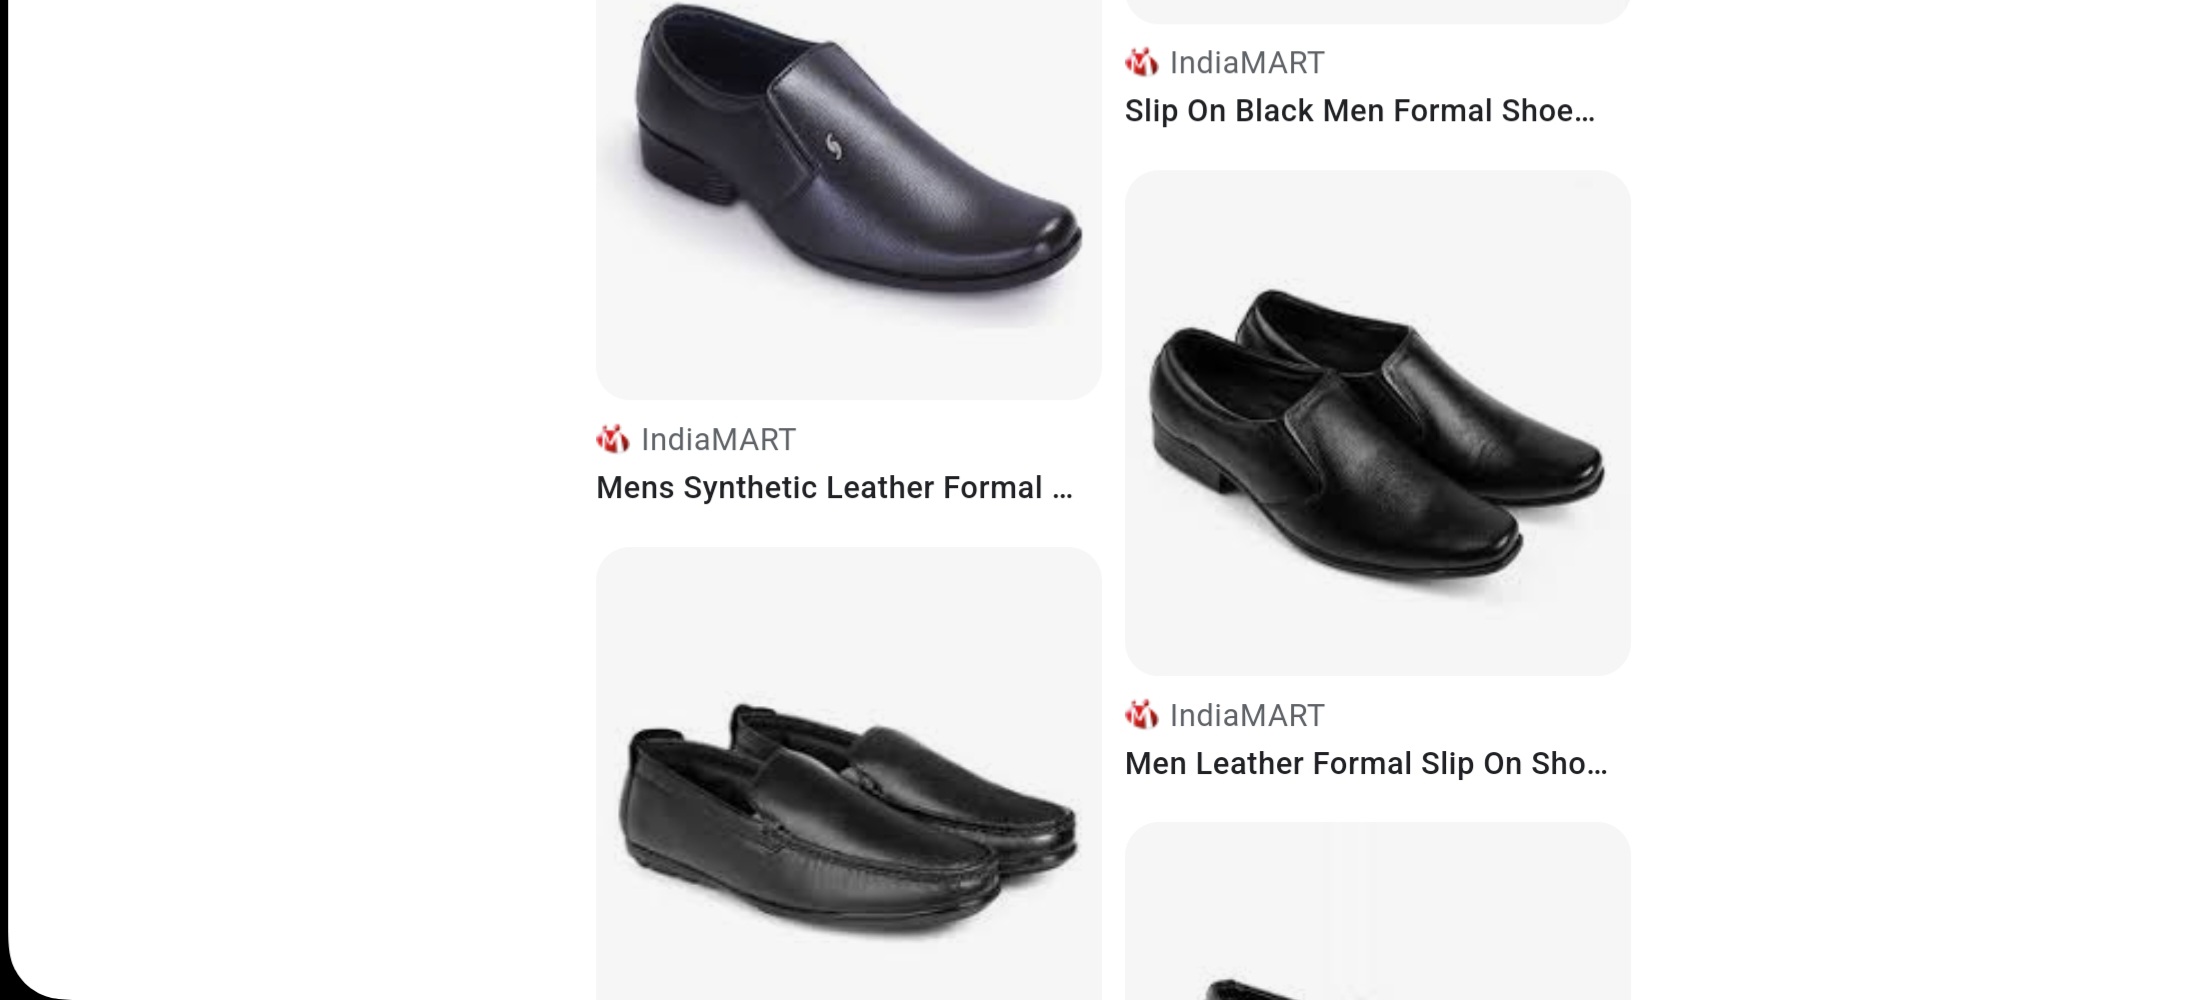 IndiaMART
Slip On Black Men Formal Shoe...
IndiaMART
Mens Synthetic Leather Formal ...
IndiaMART
Men Leather Formal Slip On Sho...